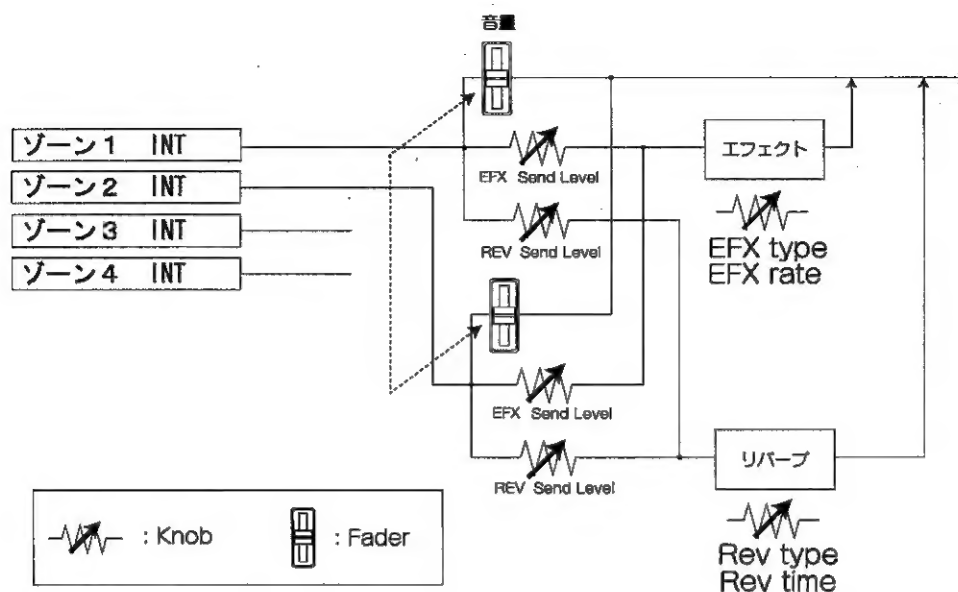 音量
ゾーン1 INT
ゾーン2 INT
ゾーン3 INT
ゾーン4 INT
EFX Send Level
REV Send Level
エフェクト
EFX type
EFX rate
EFX Send Level
REV Send Level
リバーブ
Rev type
Rev time
: Knob
: Fader